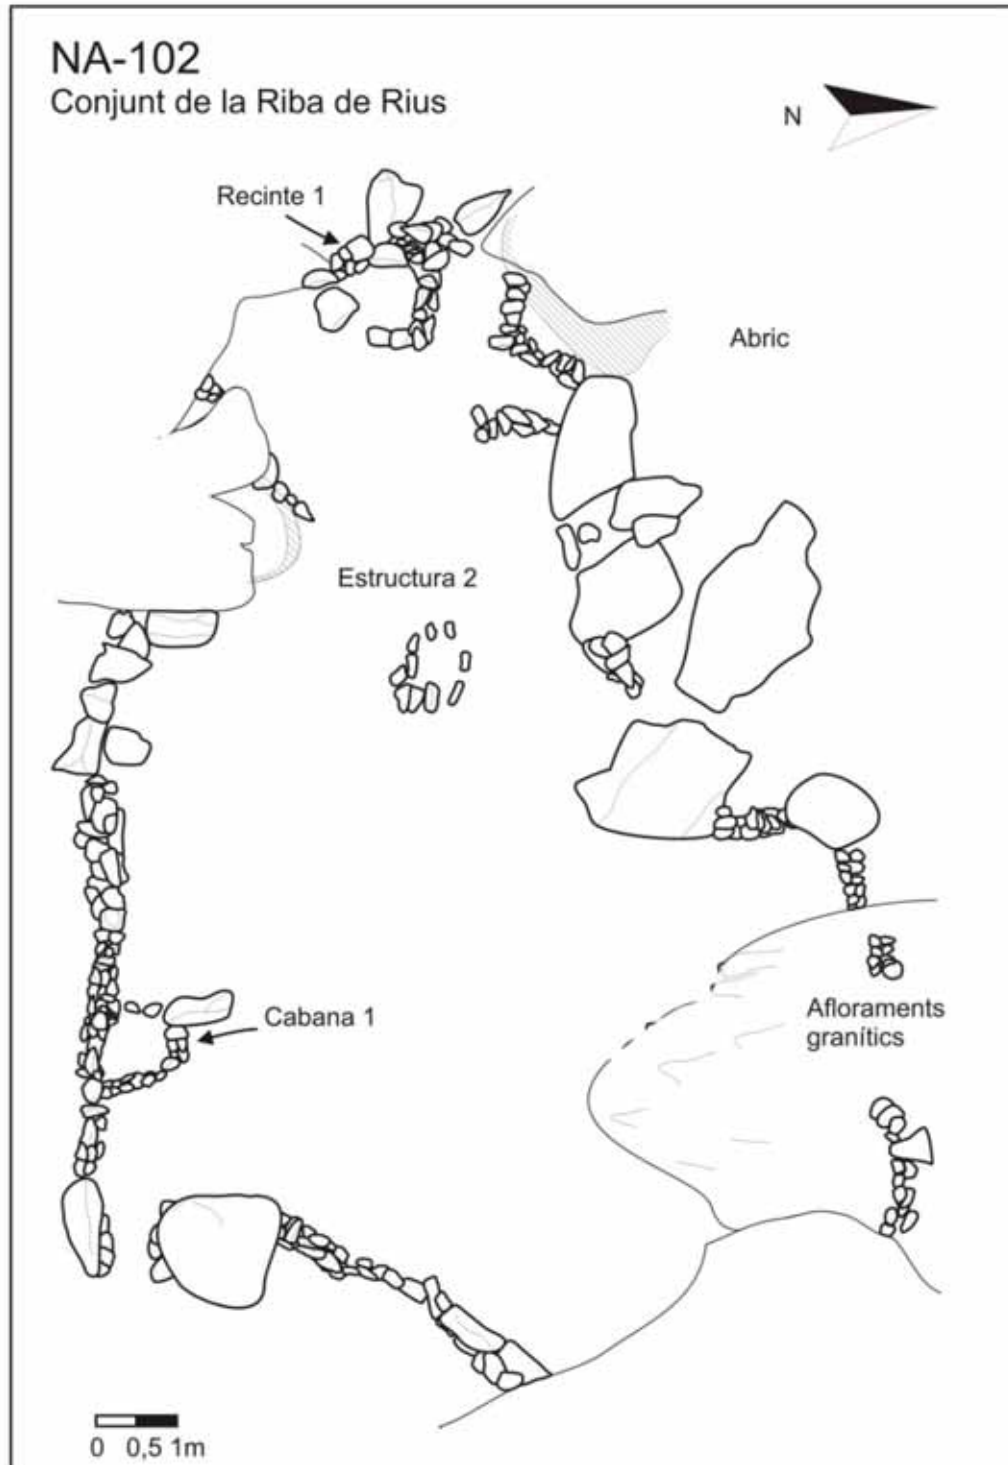 NA-102
Conjunt de la Riba de Rius
N
Recinte 1
Abric
Estructura 2
Cabana 1
Afloraments
granítics
0 0,5 1m